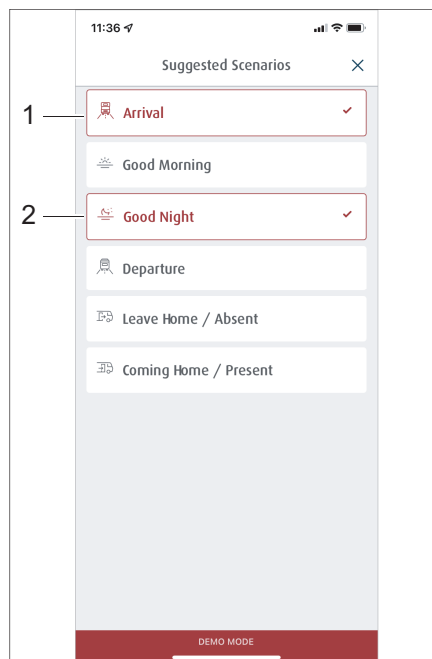 11:36
Suggested Scenarios
1
Arrival
Good Morning
2
Good Night
Departure
Leave Home / Absent
Coming Home / Present
DEMO MODE